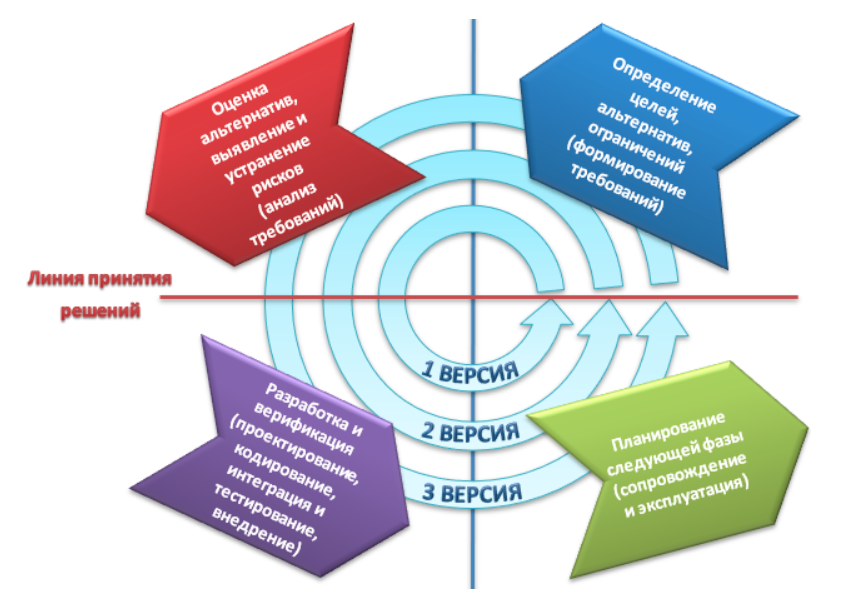 Оценка
альтернатив,
выявление и
устранение
рисков
(анализ
требований)
Определение
целей,
альтернатив,
ограничений
(формирование
требований)
Линия принятия
решений
1 ВЕРСИЯ
2 ВЕРСИЯ
3 ВЕРСИЯ
Разработка и
верификация
(проектирование,
кодирование,
интеграция и
тестирование,
внедрение)
Планирование
следующей фазы
(сопровождение
и эксплуатация)